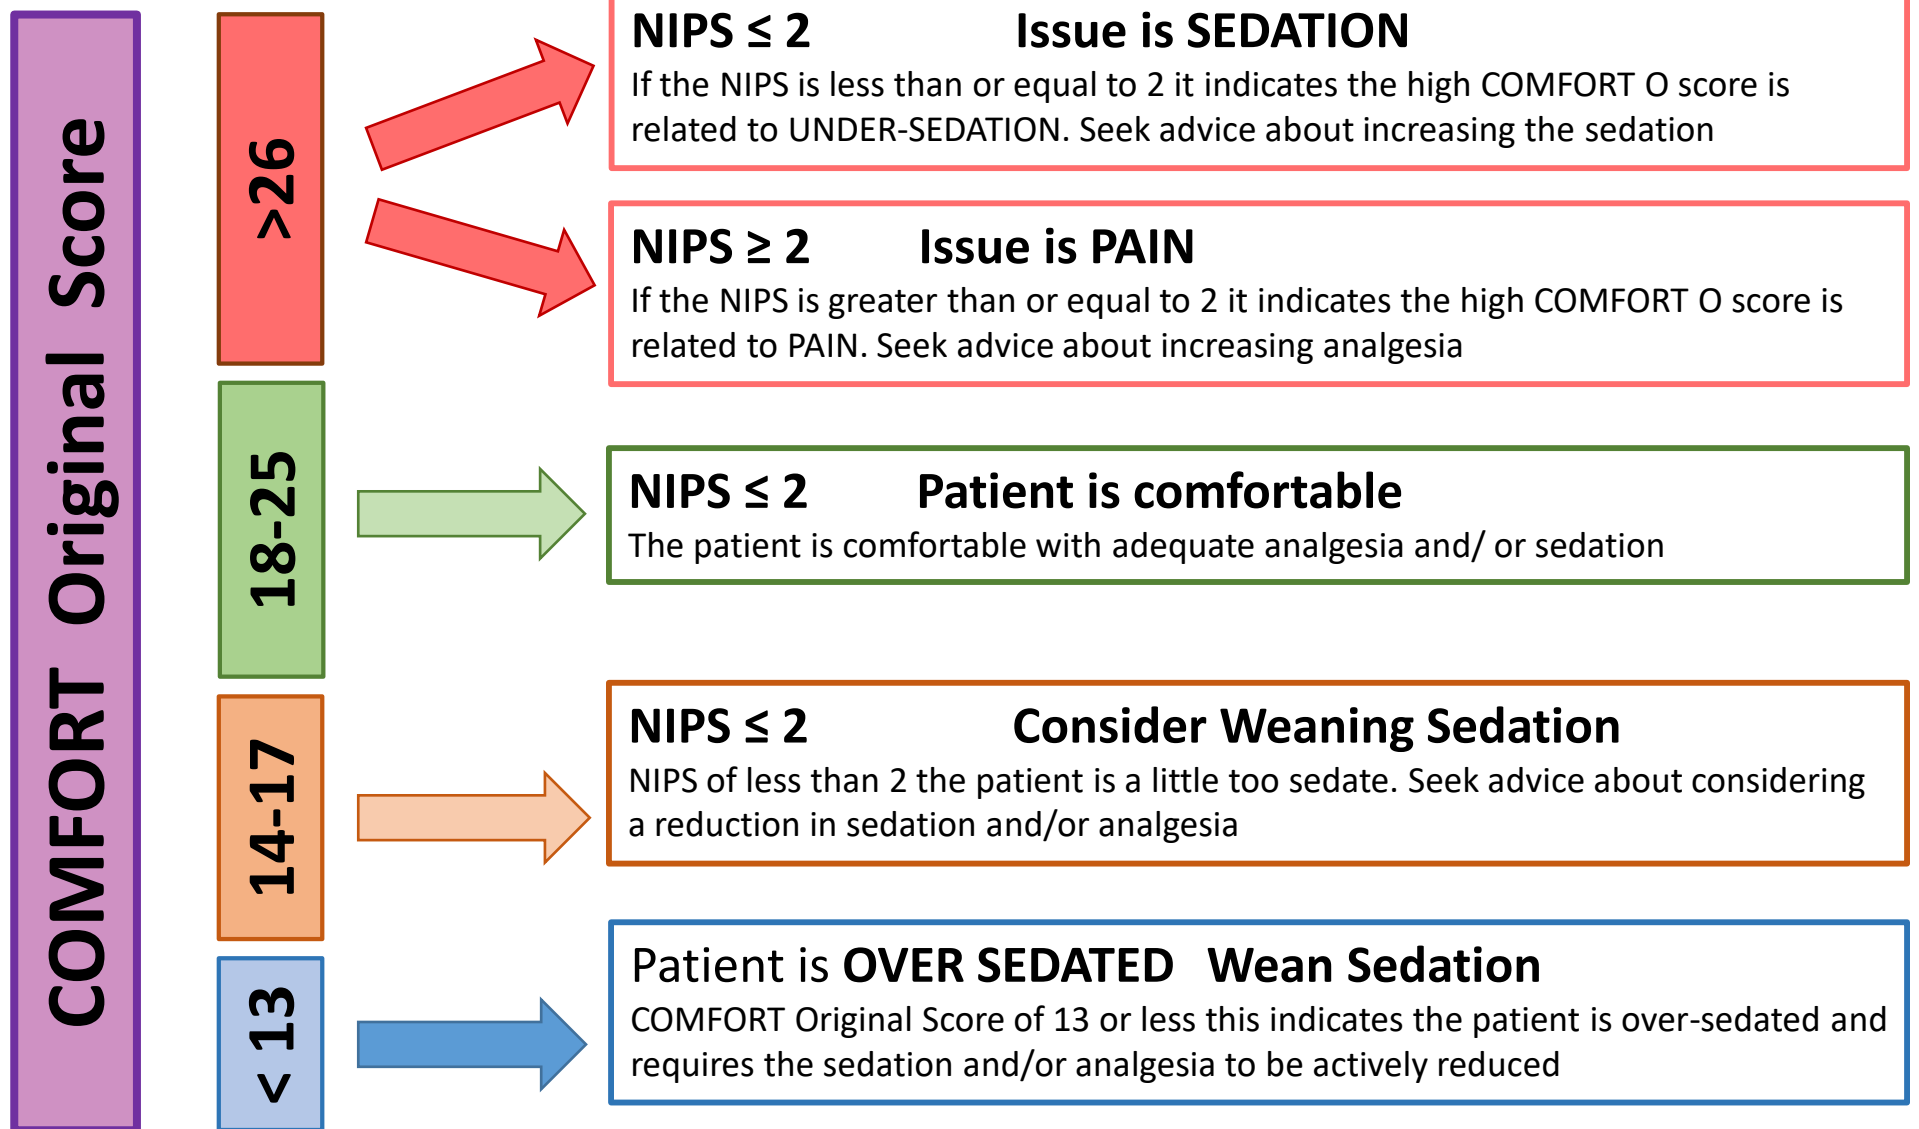 COMFORT Original Score
>26
NIPS ≤ 2 Issue is SEDATION
If the NIPS is less than or equal to 2 it indicates the high COMFORT O score is
related to UNDER-SEDATION. Seek advice about increasing the sedation
NIPS ≥ 2 Issue is PAIN
If the NIPS is greater than or equal to 2 it indicates the high COMFORT O score is
related to PAIN. Seek advice about increasing analgesia
18-25
NIPS ≤ 2 Patient is comfortable
The patient is comfortable with adequate analgesia and/ or sedation
14-17
NIPS ≤ 2 Consider Weaning Sedation
NIPS of less than 2 the patient is a little too sedate. Seek advice about considering
a reduction in sedation and/or analgesia
< 13
Patient is OVER SEDATED Wean Sedation
COMFORT Original Score of 13 or less this indicates the patient is over-sedated and
requires the sedation and/or analgesia to be actively reduced